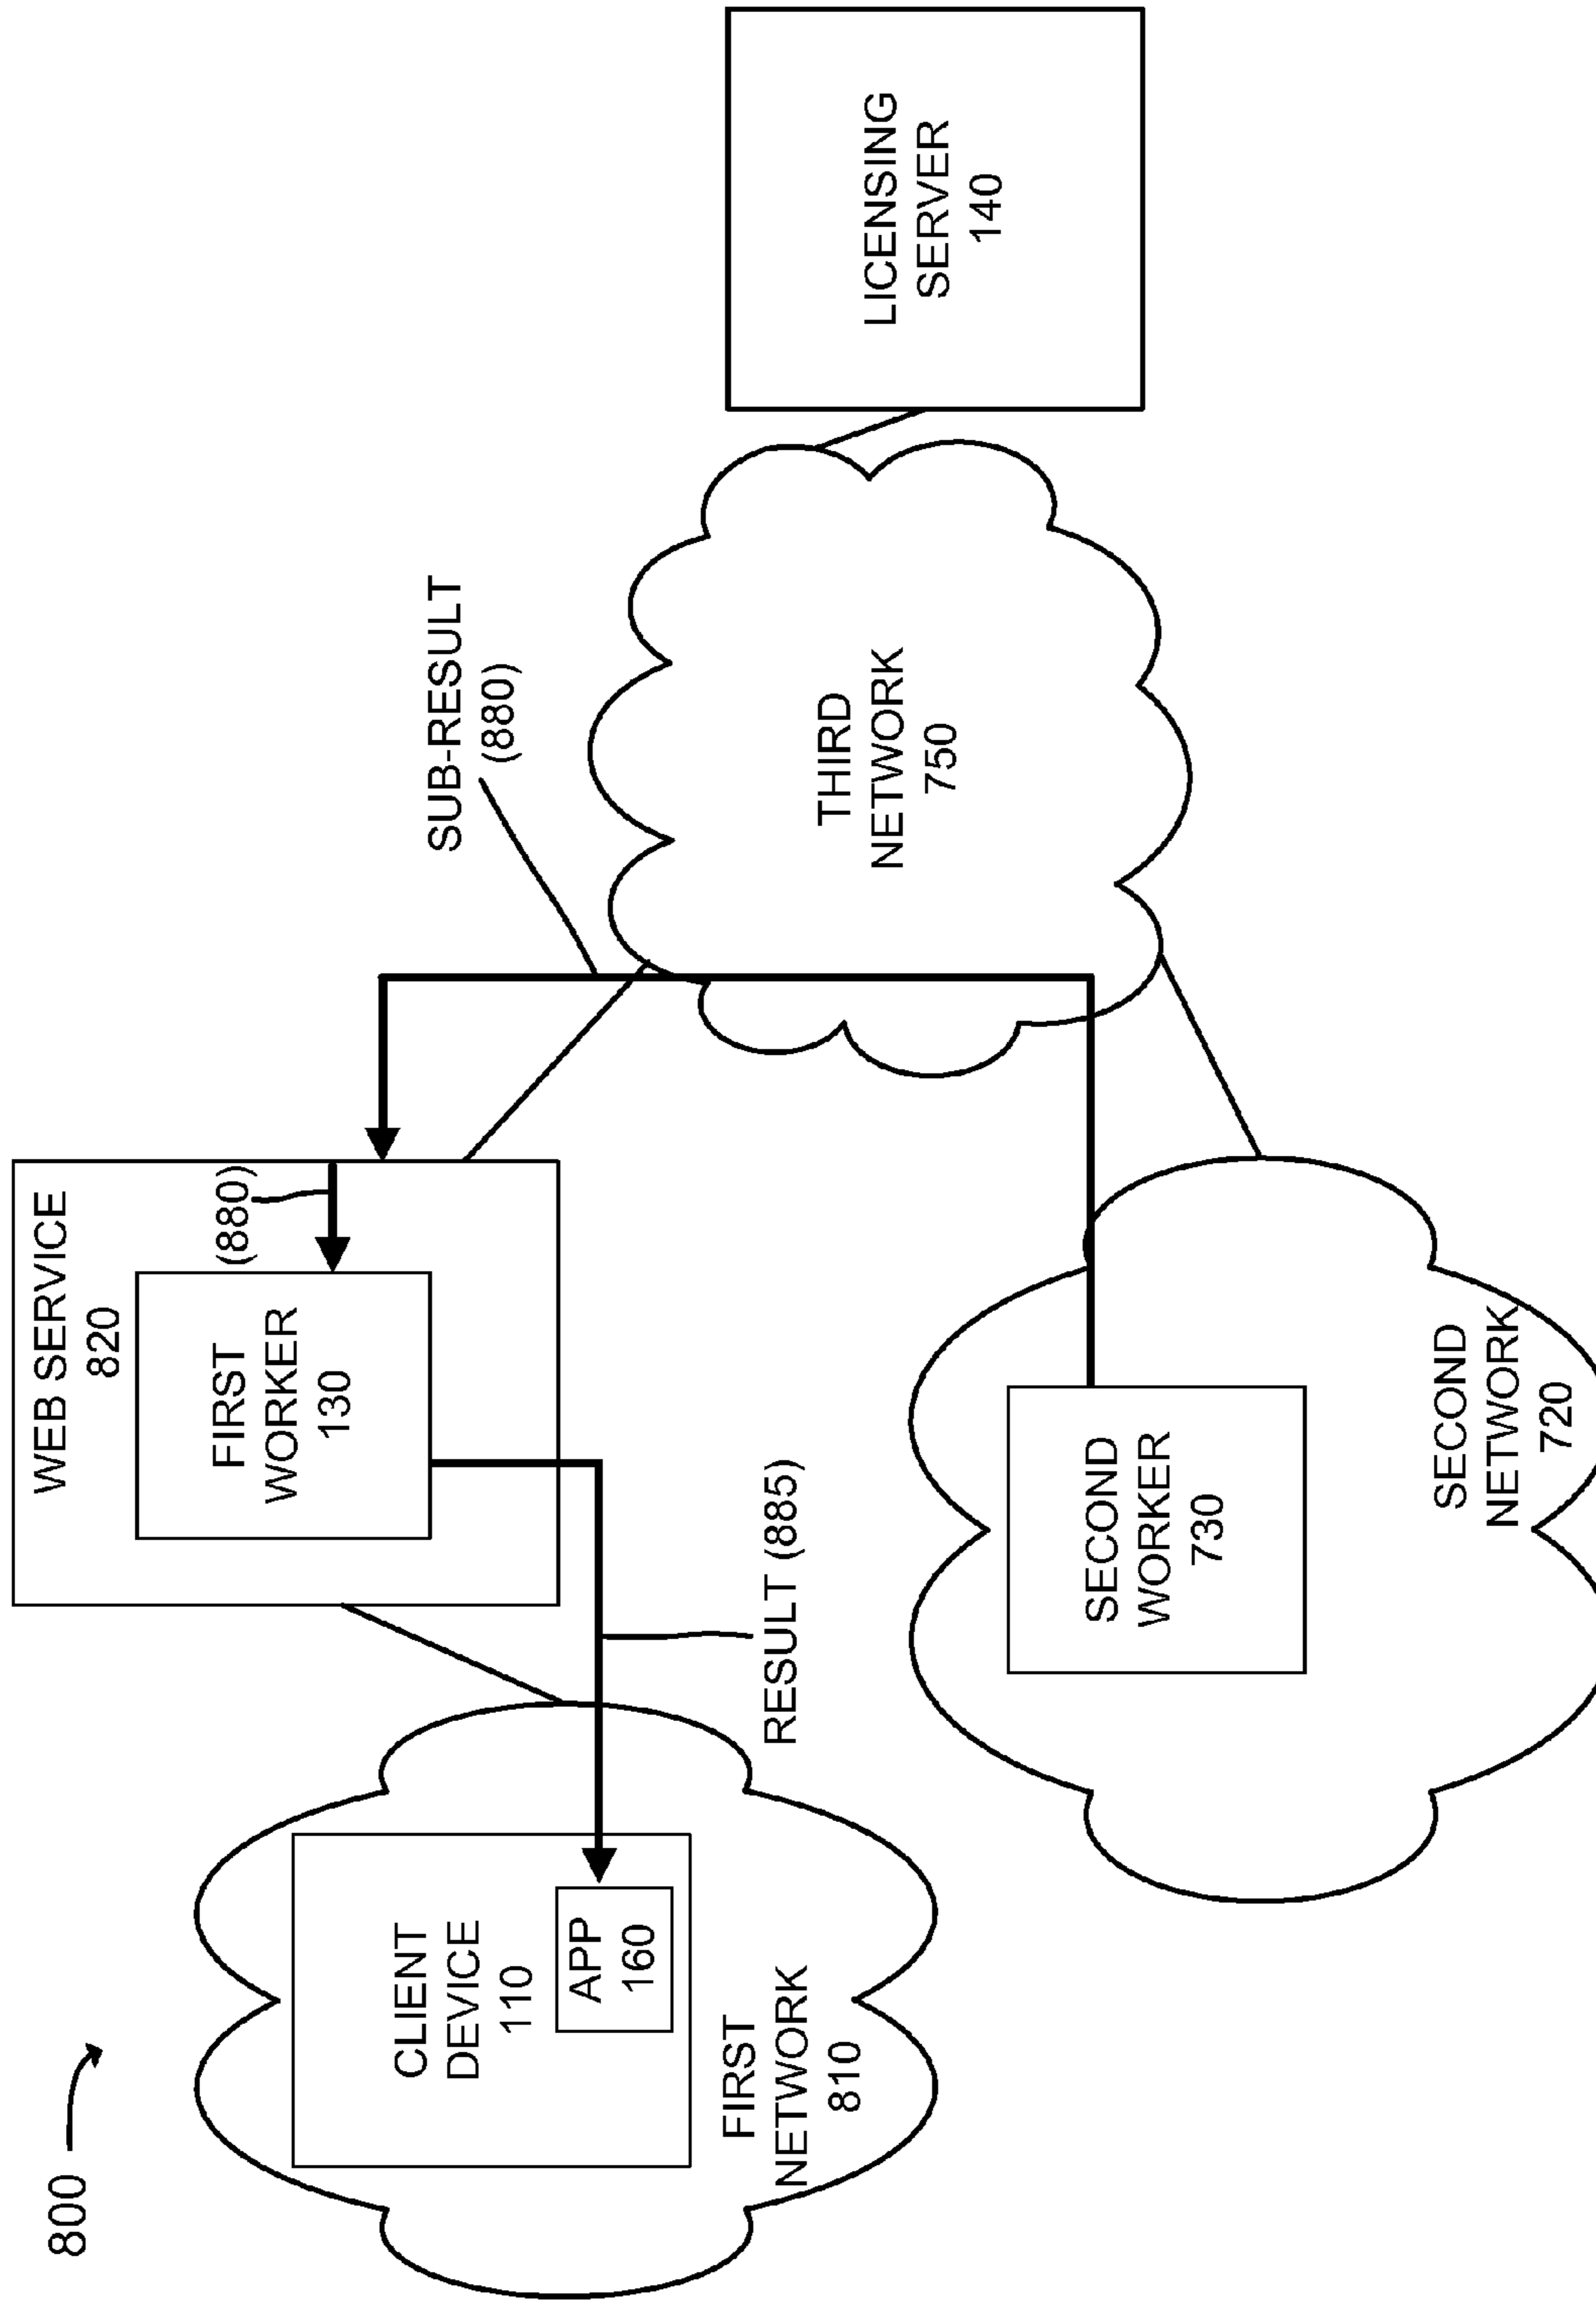 800
WEB SERVICE
820
(880)
FIRST
WORKER
130
SUB-RESULT
(880)
CLIENT
DEVICE
110
APP
160
RESULT (885)
FIRST
NETWORK
810
THIRD
NETWORK
750
LICENSING
SERVER
140
SECOND
WORKER
730
SECOND
NETWORK
720